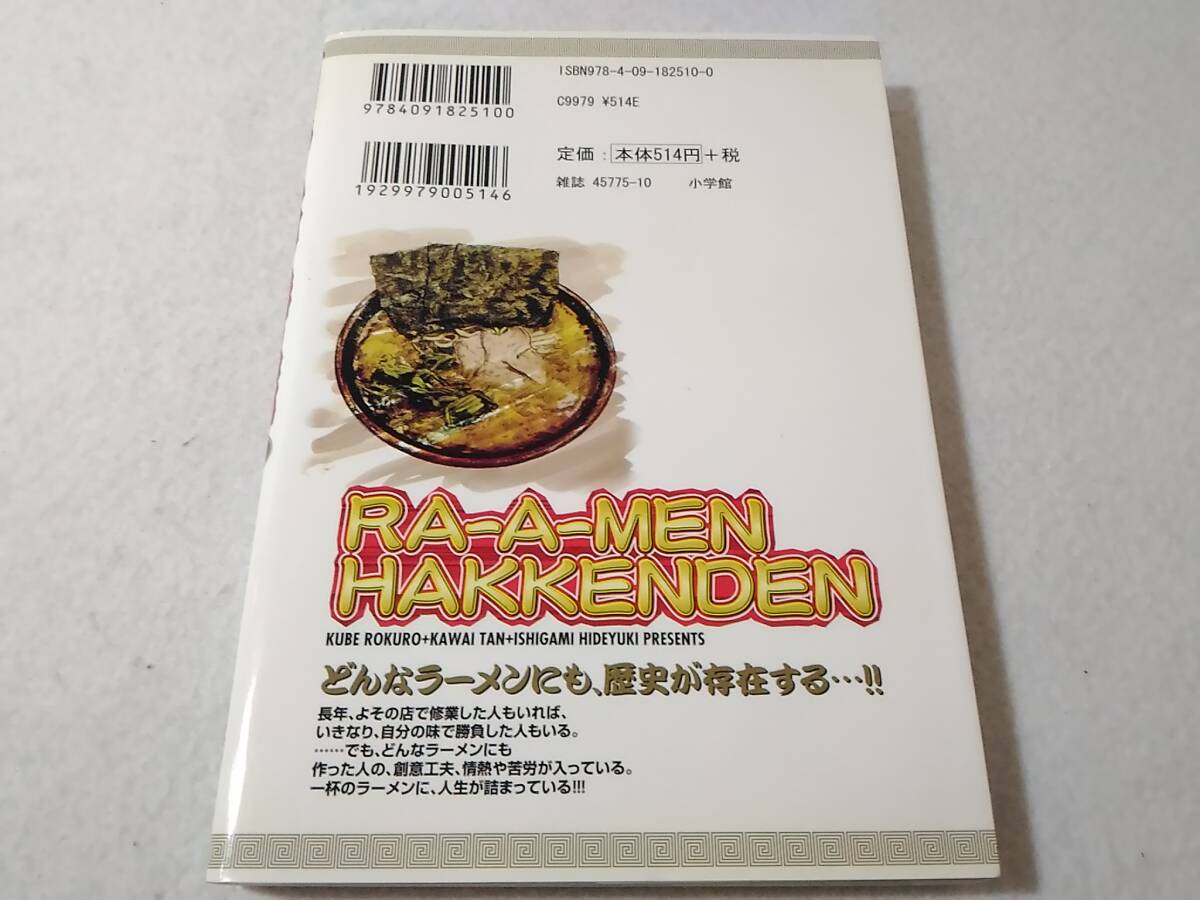 ISBN978-4-09-182510-0
9784091825100
C9979 ¥514E
定価：本体514円+税
1929979005146
雑誌 45775-10 小学館
RA-A-MEN
HAKKENDEN
KUBE ROKURO+KAWAI TAN+ISHIGAMI HIDEYUKI PRESENTS
どんなラーメンにも、歴史が存在する…!!
長年、よその店で修業した人もいれば、
いきなり、自分の味で勝負した人もいる。
……でも、どんなラーメンにも
作った人の、創意工夫、情熱や苦労が入っている。
一杯のラーメンに、人生が詰まっている!!!